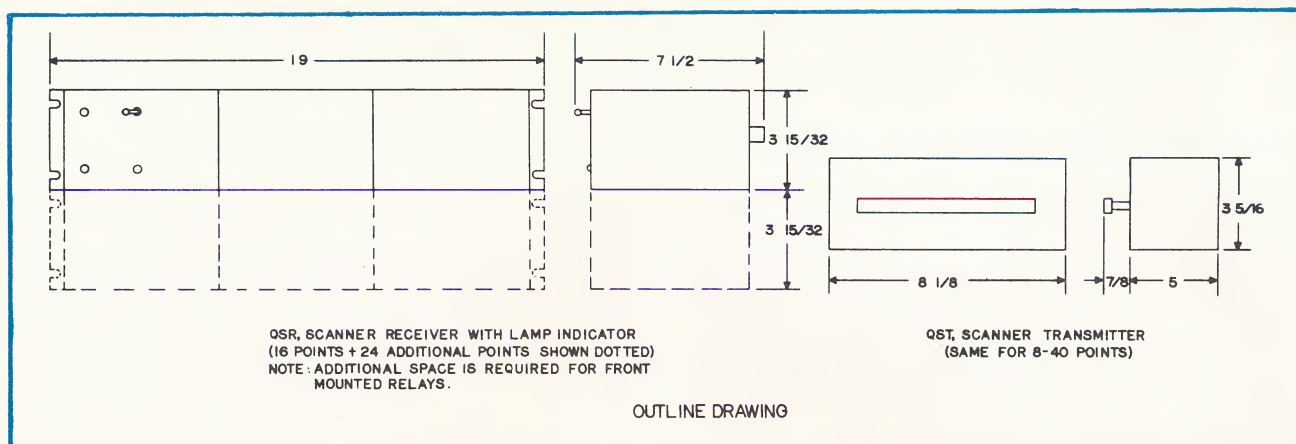 19
7 1/2
3 15/32
3 15/32
3 5/16
8 1/8
7/8
5
QSR, SCANNER RECEIVER WITH LAMP INDICATOR
(16 POINTS + 24 ADDITIONAL POINTS SHOWN DOTTED)
NOTE: ADDITIONAL SPACE IS REQUIRED FOR FRONT
MOUNTED RELAYS.
QST, SCANNER TRANSMITTER
(SAME FOR 8-40 POINTS)
OUTLINE DRAWING